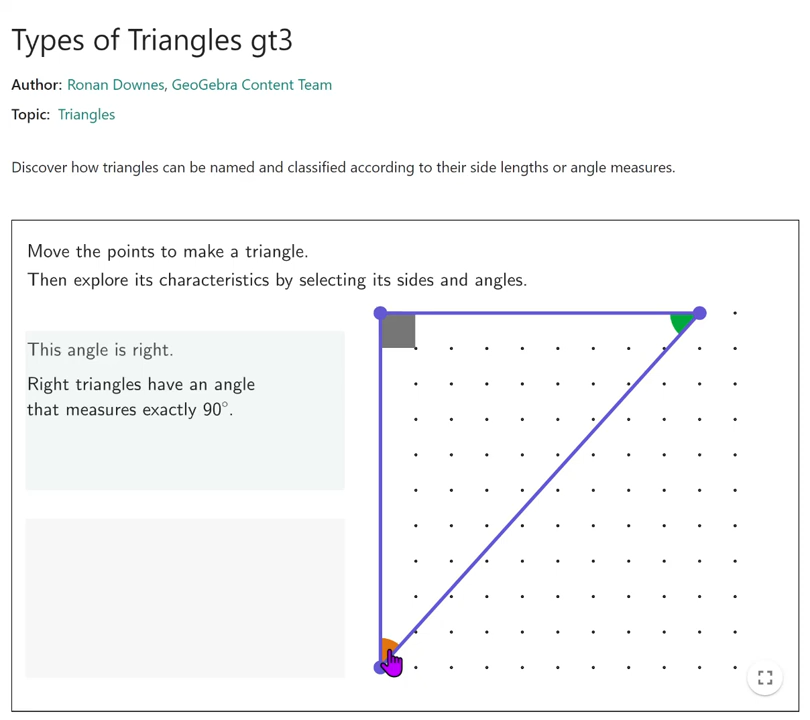 Types of Triangles gt3
Author: Ronan Downes, GeoGebra Content Team
Topic: Triangles
Discover how triangles can be named and classified according to their side lengths or angle measures.
Move the points to make a triangle.
Then explore its characteristics by selecting its sides and angles.
This angle is right.
Right triangles have an angle
that measures exactly 90°.